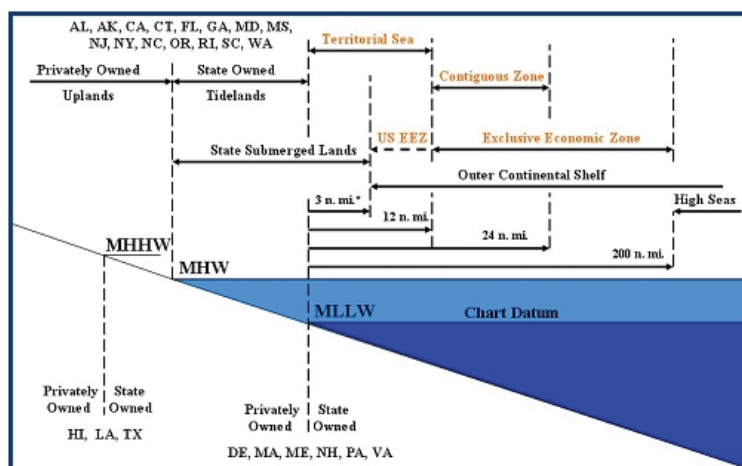 AL, AK, CA, CT, FL, GA, MD, MS,
NJ, NY, NC, OR, RI, SC, WA
Territorial Sea
Privately Owned
State Owned
Uplands
Tidelands
Contiguous Zone
US EEZ
Exclusive Economic Zone
State Submerged Lands
Outer Continental Shelf
3 n. mi.*
High Seas
12 n. mi.
24 n. mi.
200 n. mi.
MHHW
MHW
MLLW
Chart Datum
Privately
Owned
State
Owned
HI, LA, TX
Privately
Owned
State
Owned
DE, MA, ME, NH, PA, VA